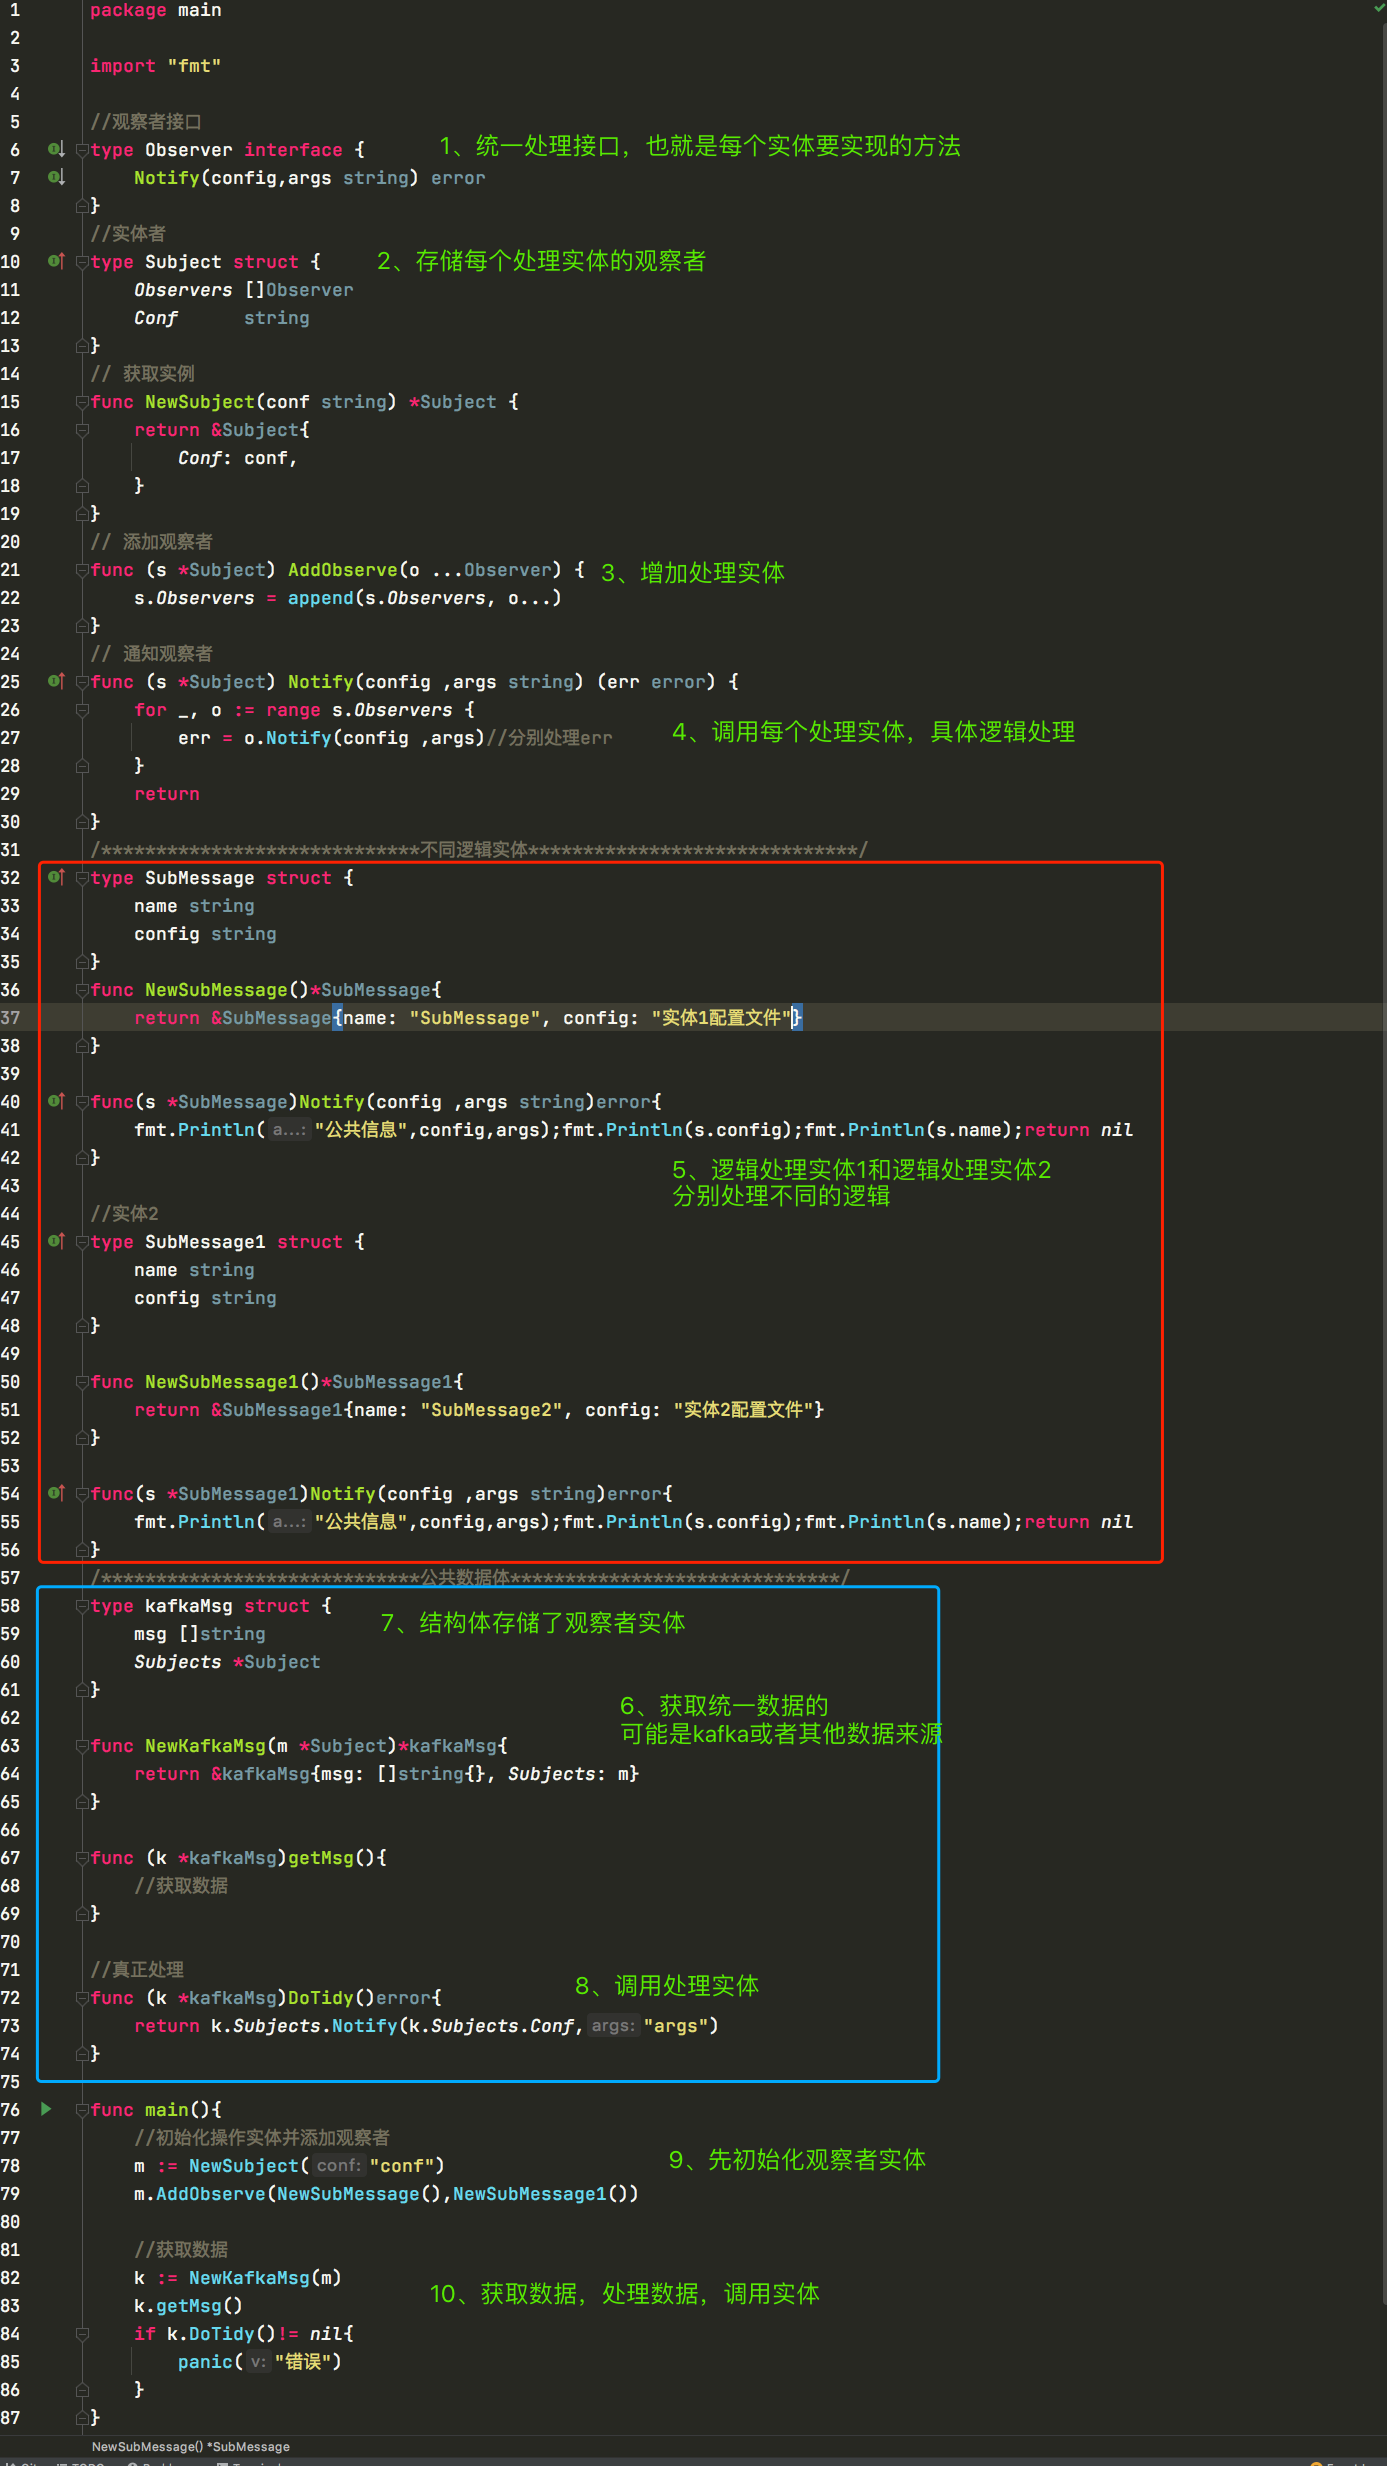 1 package main
2
3 import "fmt"
4
5 //观察者接口
6 type Observer interface { 1、统一处理接口，也就是每个实体要实现的方法
7 Notify(config,args string) error
8 }
9 //实体者
10 type Subject struct { 2、存储每个处理实体的观察者
11 Observers []Observer
12 Conf string
13 }
14 // 获取实例
15 func NewSubject(conf string) *Subject {
16 return &Subject{
17 Conf: conf,
18 }
19 }
20 // 添加观察者
21 func (s *Subject) AddObserve(o ...Observer) { 3、增加处理实体
22 s.Observers = append(s.Observers, o...)
23 }
24 // 通知观察者
25 func (s *Subject) Notify(config ,args string) (err error) {
26 for _, o := range s.Observers {
27 err = o.Notify(config ,args)//分别处理err 4、调用每个处理实体，具体逻辑处理
28 }
29 return
30 }
31 /*****************************不同逻辑实体******************************/
32 type SubMessage struct {
33 name string
34 config string
35 }
36 func NewSubMessage()*SubMessage{
37 return &SubMessage{name: "SubMessage", config: "实体1配置文件"}
38 }
39
40 func(s *SubMessage)Notify(config ,args string)error{
41 fmt.Println( a...: "公共信息",config,args);fmt.Println(s.config);fmt.Println(s.name);return nil
42 }
5、逻辑处理实体1和逻辑处理实体2
43
分别处理不同的逻辑
44 //实体2
45 type SubMessage1 struct {
46 name string
47 config string
48 }
49
50 func NewSubMessage1()*SubMessage1{
51 return &SubMessage1{name: "SubMessage2", config: "实体2配置文件"}
52 }
53
54 func(s *SubMessage1)Notify(config ,args string)error{
55 fmt.Println( a...: "公共信息",config,args);fmt.Println(s.config);fmt.Println(s.name);return nil
56 }
57 /*****************************公共数据体******************************/
58 type kafkaMsg struct { 7、结构体存储了观察者实体
59 msg []string
60 Subjects *Subject
61 }
62 6、获取统一数据的
可能是kafka或者其他数据来源
63 func NewKafkaMsg(m *Subject)*kafkaMsg{
64 return &kafkaMsg{msg: []string{}, Subjects: m}
65 }
66
67 func (k *kafkaMsg)getMsg(){
68 //获取数据
69 }
70
71 //真正处理
72 func (k *kafkaMsg)DoTidy()error{ 8、调用处理实体
73 return k.Subjects.Notify(k.Subjects.Conf, args: "args")
74 }
75
76 func main(){
77 //初始化操作实体并添加观察者
78 m := NewSubject( conf: "conf") 9、先初始化观察者实体
79 m.AddObserve(NewSubMessage(),NewSubMessage1())
80
81 //获取数据
82 k := NewKafkaMsg(m) 10、获取数据，处理数据，调用实体
83 k.getMsg()
84 if k.DoTidy()!= nil{
85 panic( v: "错误")
86 }
87 }
NewSubMessage() *SubMessage